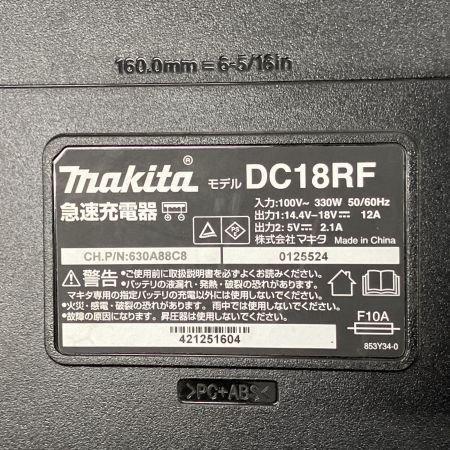 160.0mm = 6-5/16in
makita® モデル DC18RF
急速充電器
入力:100V~ 330W 50/60Hz
出力1:14.4V-18V 12A
出力2:5V 2.1A
株式会社 マキタ Made in China
CH.P/N:630A88C8 0125524
警告
●ご使用前に取扱説明書を必ずよくお読みください。
●バッテリの液漏れ・発熱・破裂の恐れがあります。
マキタ専用の指定バッテリの充電以外には使用しないでください。
●火災・感電・破裂の恐れがあります。雨中では使用しないでください。
●故障の原因になります。昇圧器は使用しないでください。
F10A
421251604
853Y34-0
>PC+ABS<